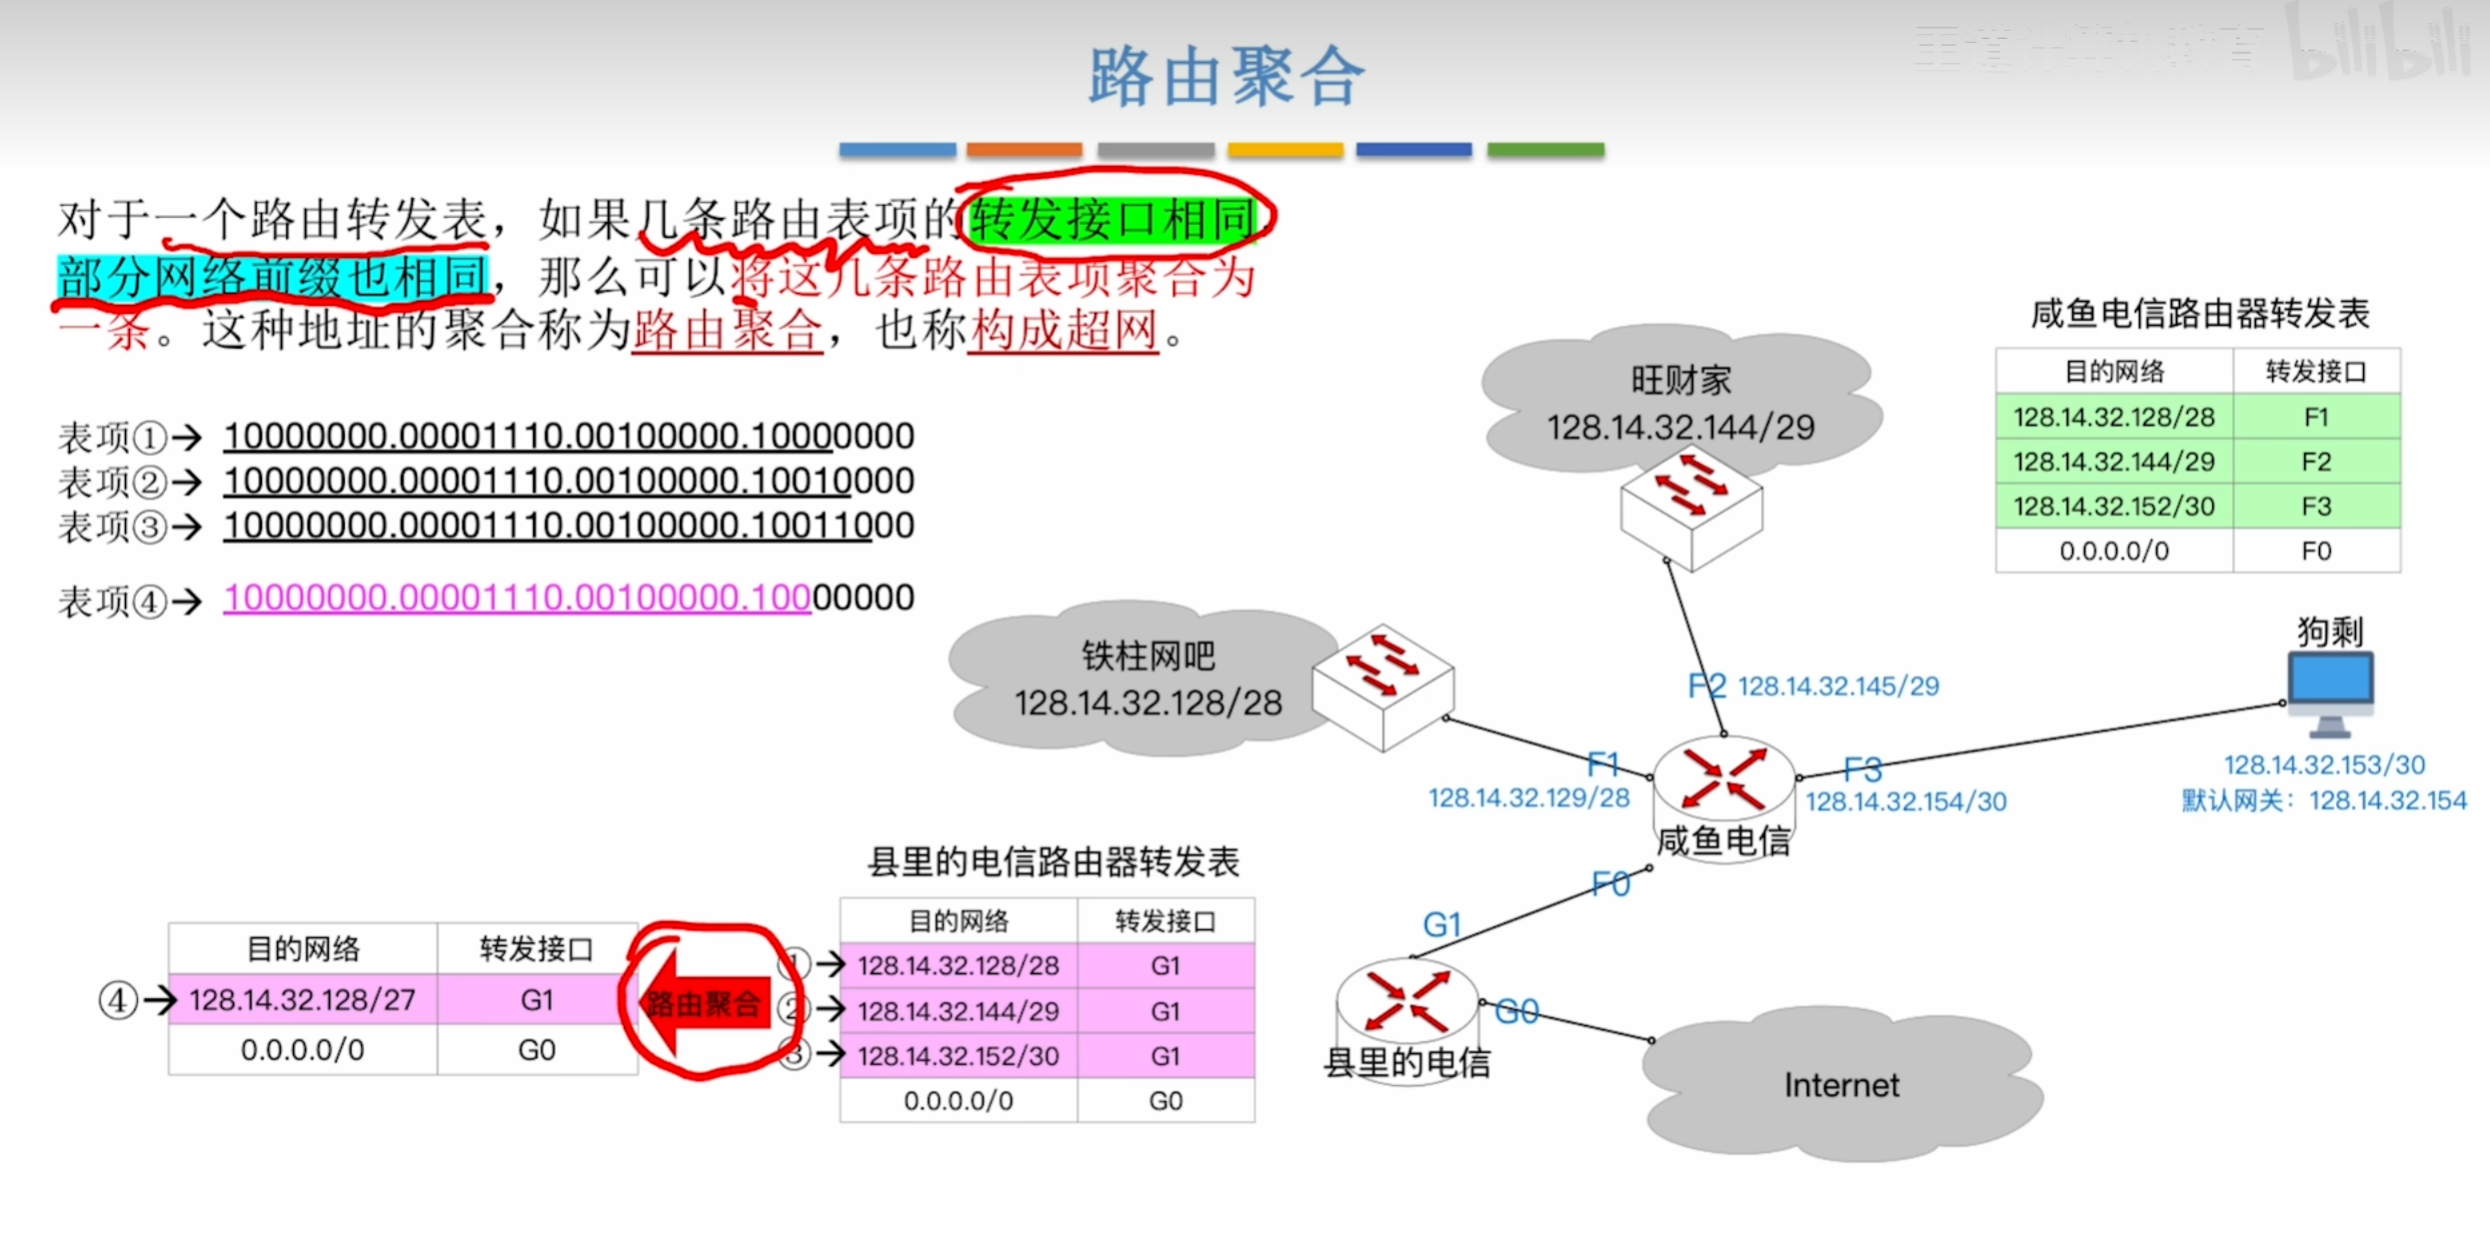 路由聚合
bilibili
对于一个路由转发表，如果几条路由表项的转发接口相同，
部分网络前缀也相同，那么可以将这几条路由表项聚合为
一条。这种地址的聚合称为路由聚合，也称构成超网。
表项①→ 10000000.00001110.00100000.10000000
表项②→ 10000000.00001110.00100000.10010000
表项③→ 10000000.00001110.00100000.10011000
表项④→ 10000000.00001110.00100000.10000000
咸鱼电信路由器转发表
目的网络 转发接口
128.14.32.128/28 F1
128.14.32.144/29 F2
128.14.32.152/30 F3
0.0.0.0/0 F0
旺财家
128.14.32.144/29
铁柱网吧
128.14.32.128/28
狗剩
F2 128.14.32.145/29
F1
128.14.32.129/28
F3
128.14.32.154/30
128.14.32.153/30
默认网关：128.14.32.154
咸鱼电信
F0
G1
G0
县里的电信
Internet
县里的电信路由器转发表
目的网络 转发接口
①→ 128.14.32.128/28 G1
②→ 128.14.32.144/29 G1
③→ 128.14.32.152/30 G1
0.0.0.0/0 G0
路由聚合
目的网络 转发接口
④→ 128.14.32.128/27 G1
0.0.0.0/0 G0